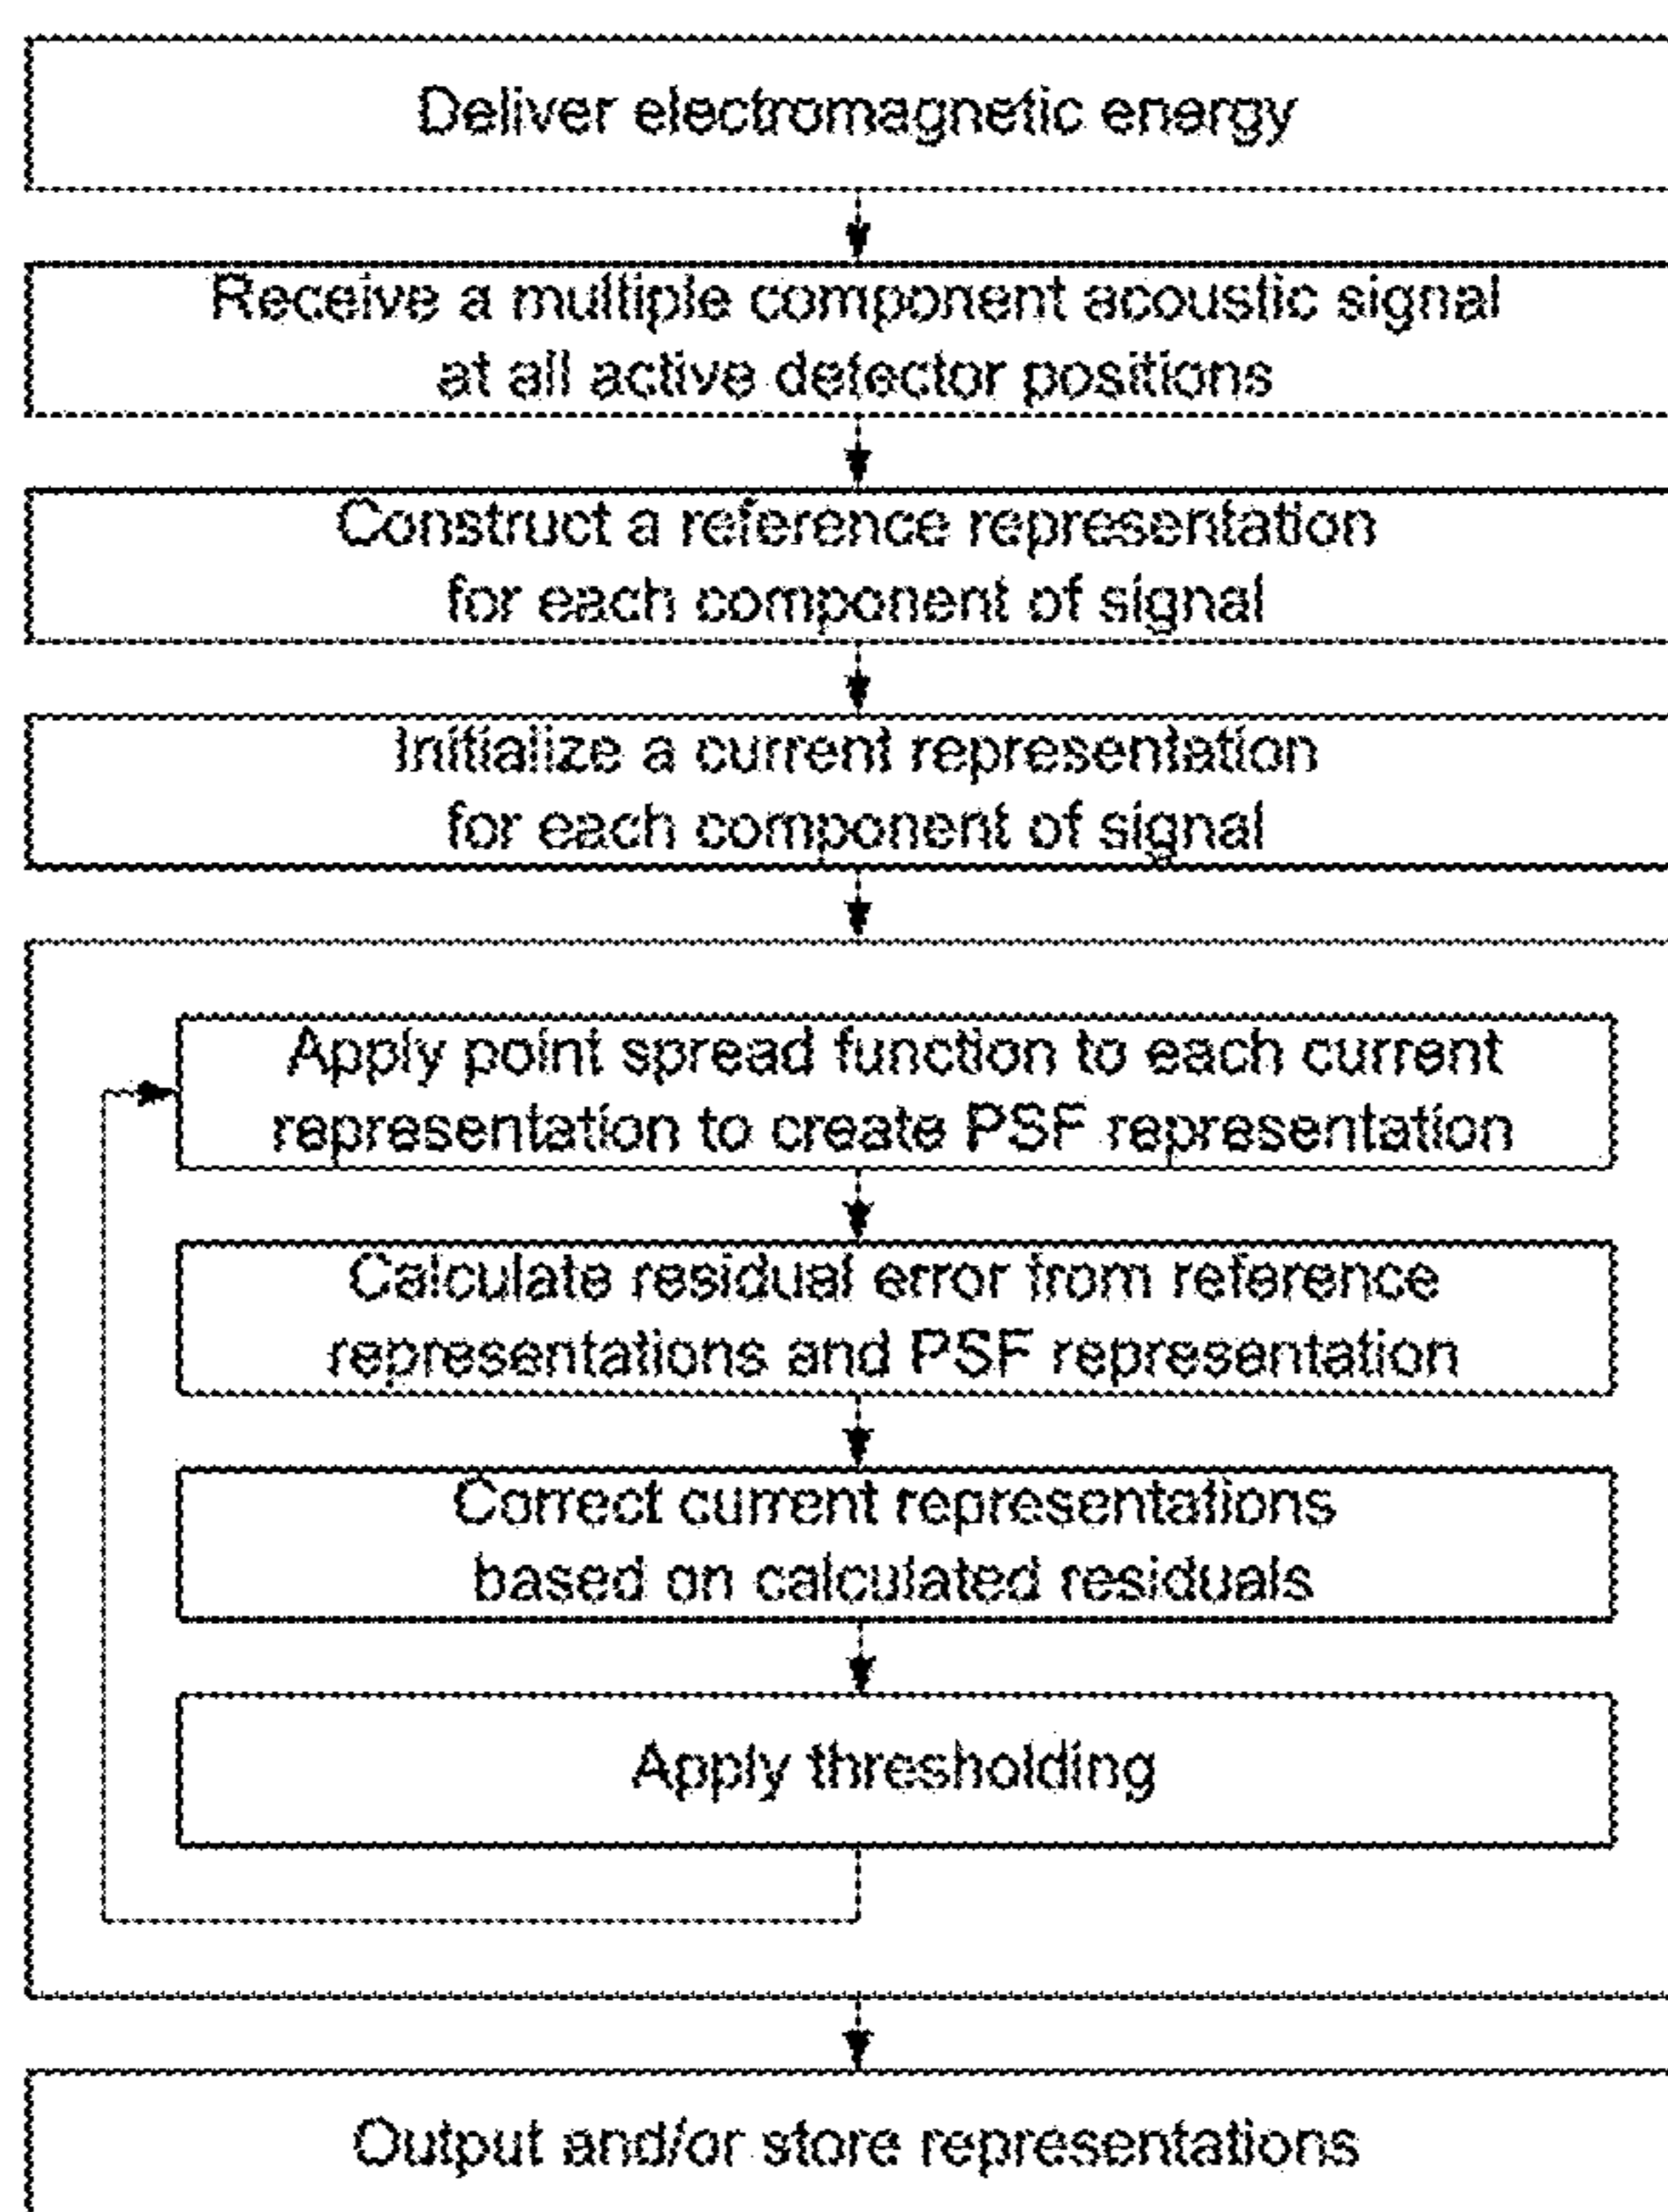 Deliver electromagnetic energy
Receive a multiple component acoustic signal
at all active detector positions
Construct a reference representation
for each component of signal
Initialize a current representation
for each component of signal
Apply point spread function to each current
representation to create PSF representation
Calculate residual error from reference
representations and PSF representation
Correct current representations
based on calculated residuals
Apply thresholding
Output and/or store representations